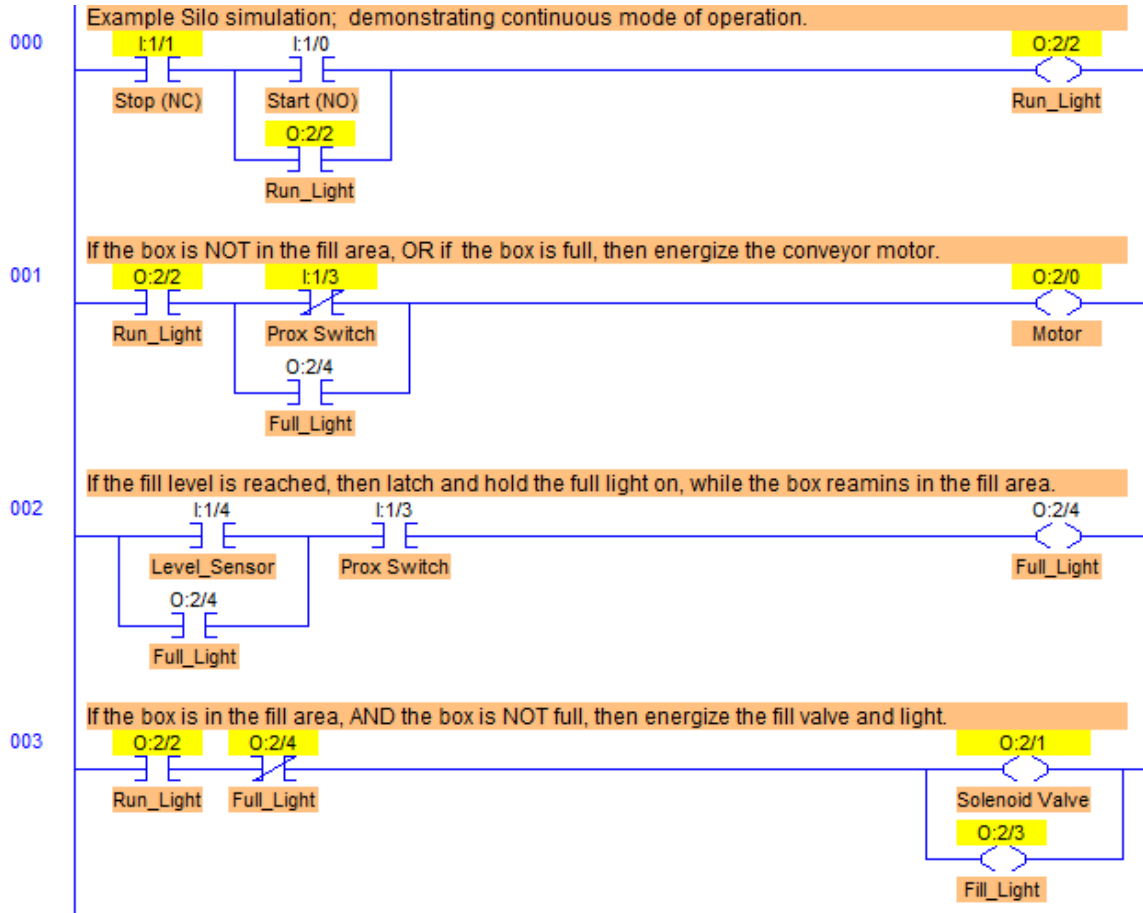 Example Silo simulation; demonstrating continuous mode of operation.
000
I:1/1 I:1/0 O:2/2
Stop (NC) Start (NO) Run_Light
O:2/2
Run_Light
If the box is NOT in the fill area, OR if the box is full, then energize the conveyor motor.
001
O:2/2 I:1/3 O:2/0
Run_Light Prox Switch Motor
O:2/4
Full_Light
If the fill level is reached, then latch and hold the full light on, while the box reamins in the fill area.
002
I:1/4 I:1/3 O:2/4
Level_Sensor Prox Switch Full_Light
O:2/4
Full_Light
If the box is in the fill area, AND the box is NOT full, then energize the fill valve and light.
003
O:2/2 O:2/4 O:2/1
Run_Light Full_Light Solenoid Valve
O:2/3
Fill_Light